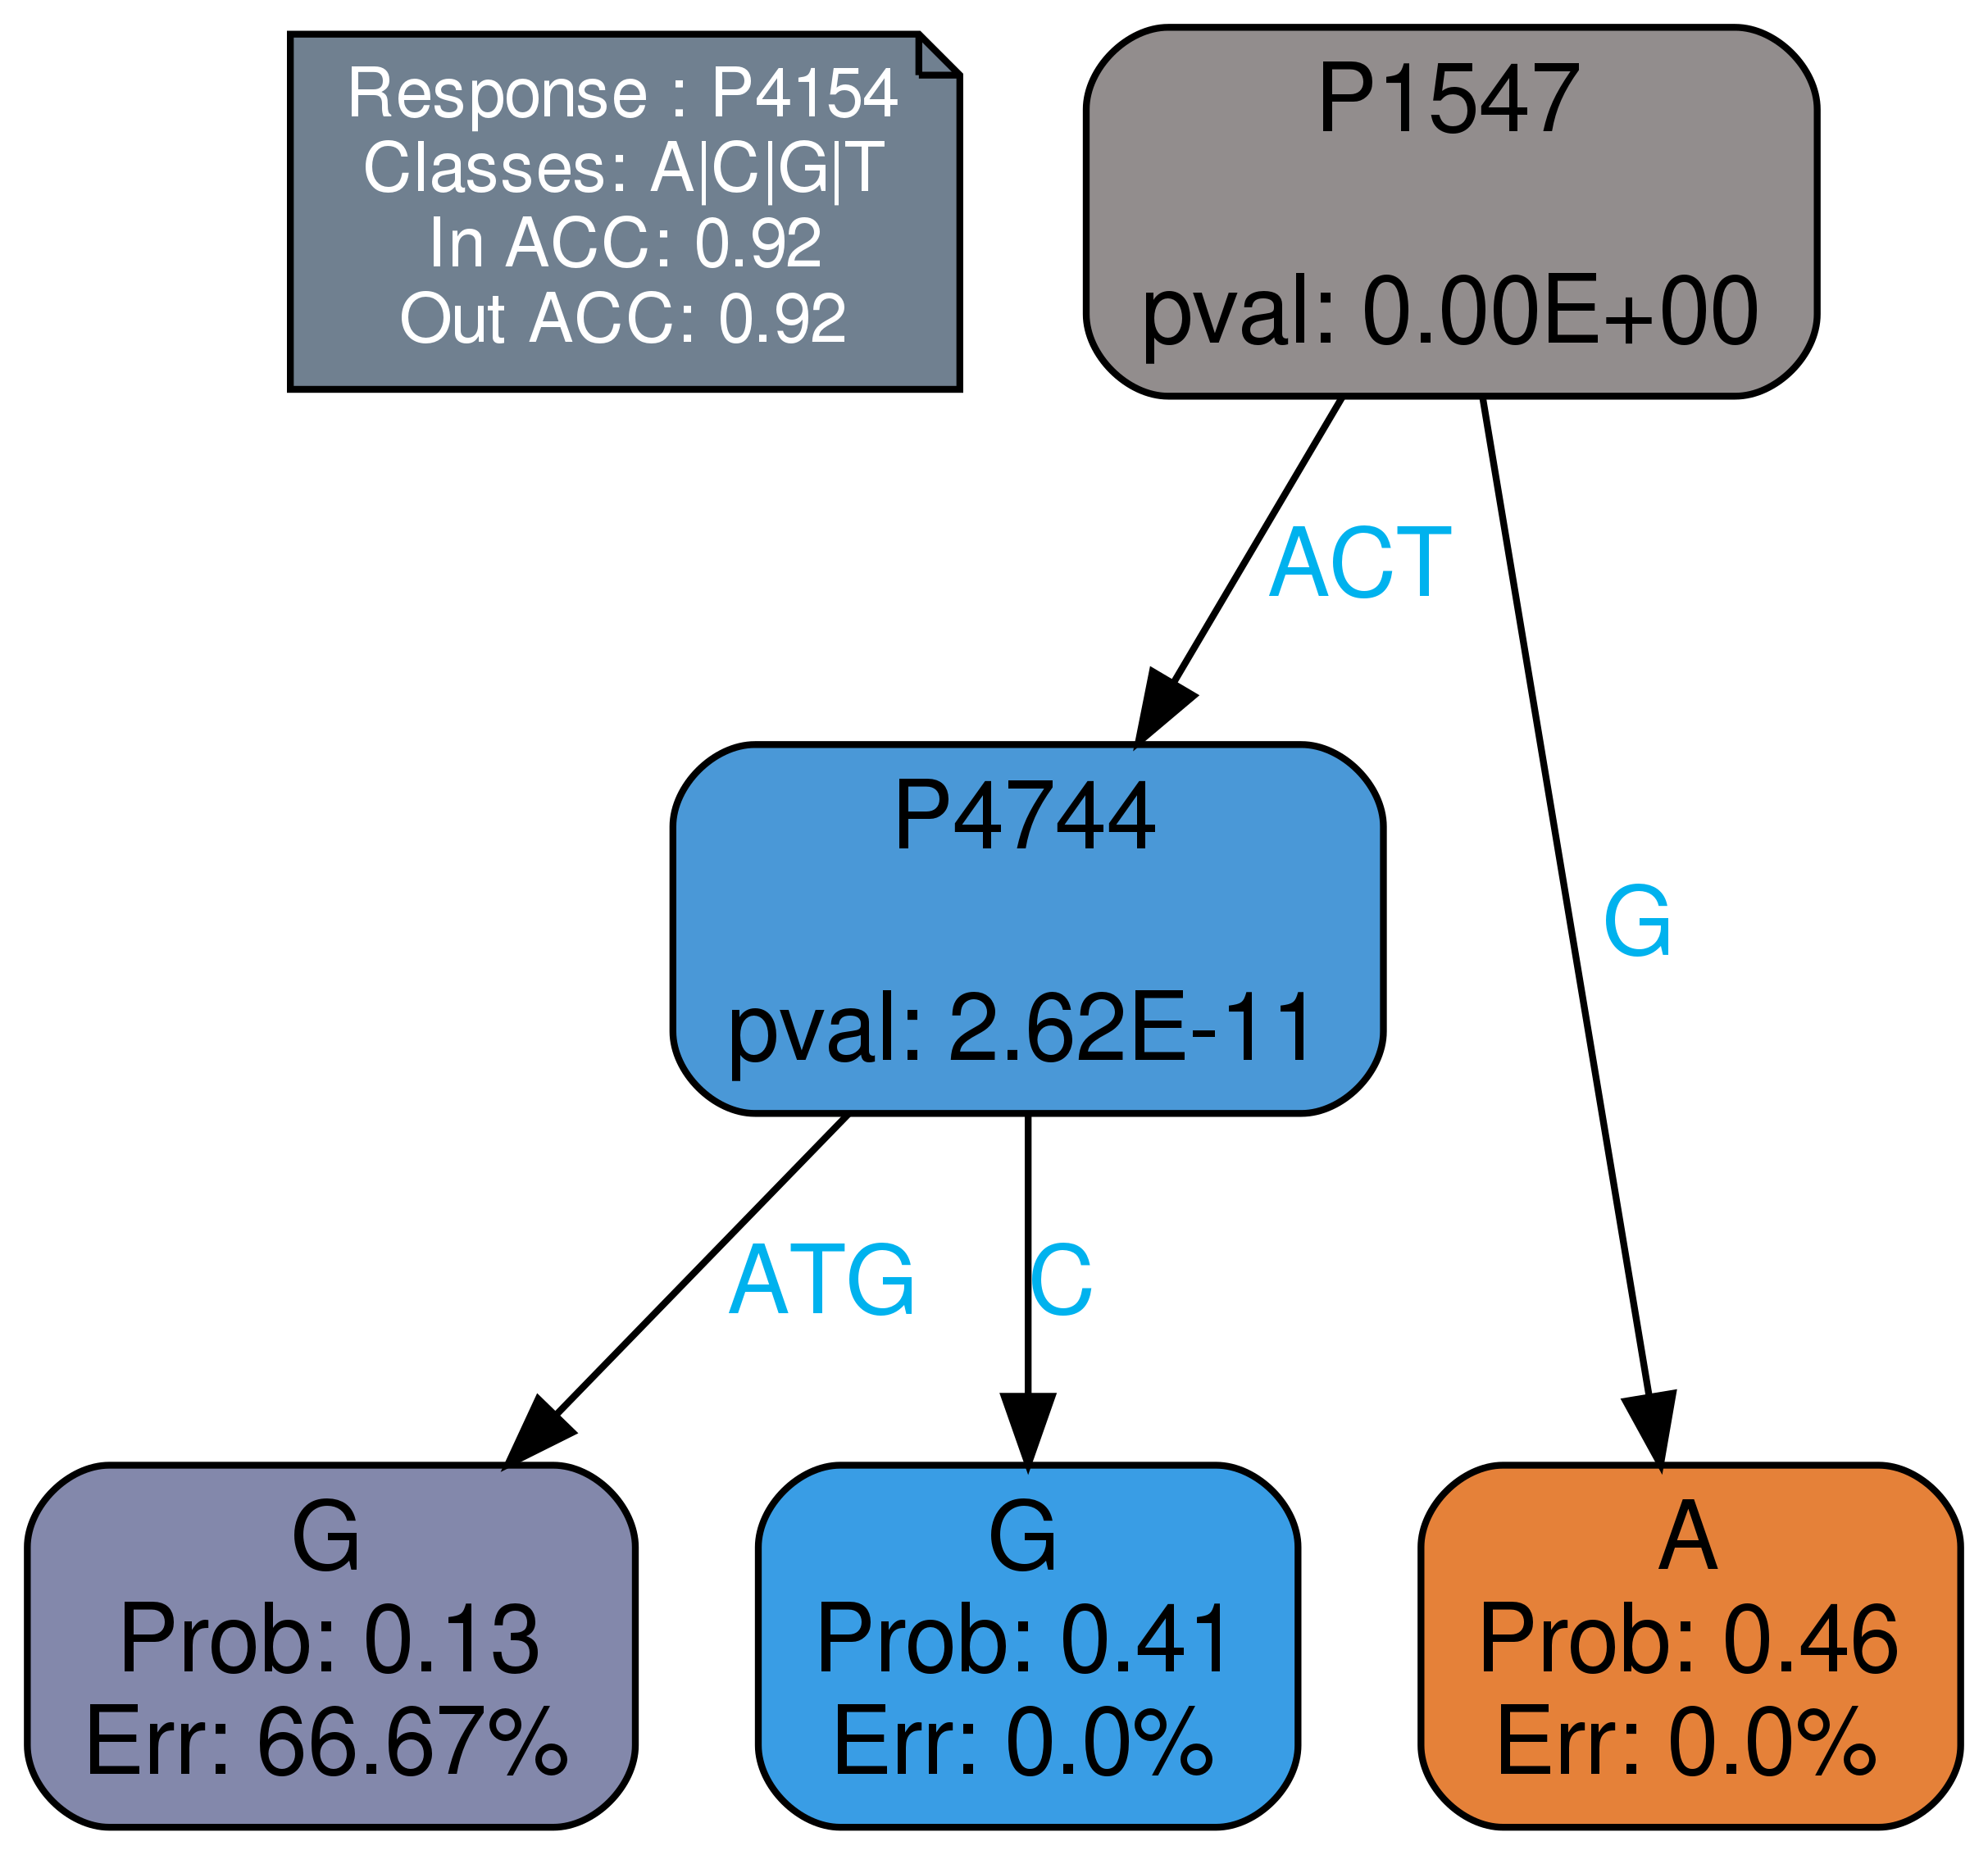 Response : P4154
Classes: A|C|G|T
In ACC: 0.92
Out ACC: 0.92
P1547
pval: 0.00E+00
ACT
P4744
pval: 2.62E-11
G
ATG
C
G
Prob: 0.13
Err: 66.67%
G
Prob: 0.41
Err: 0.0%
A
Prob: 0.46
Err: 0.0%